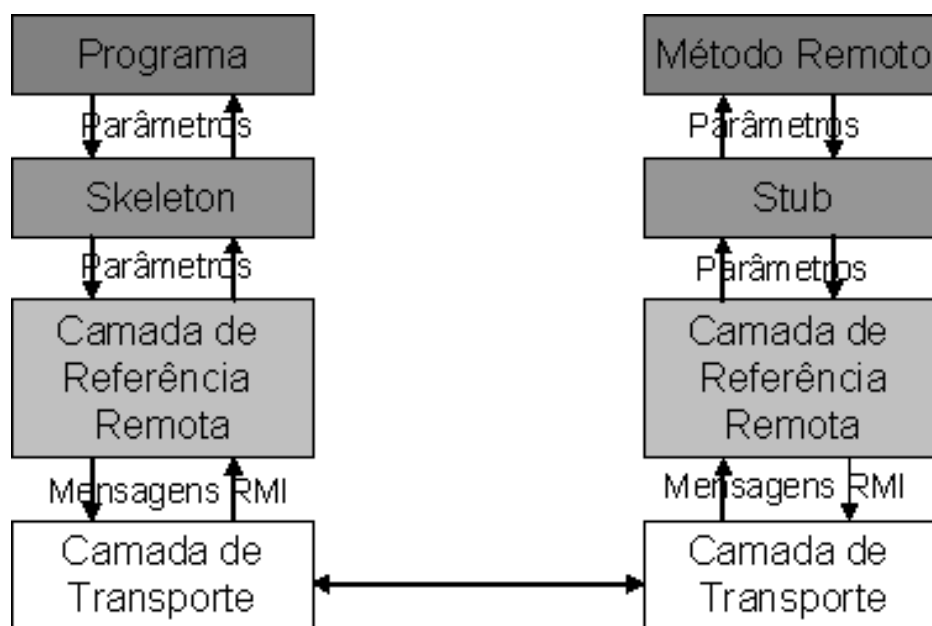 Programa
Parâmetros
Skeleton
Parâmetros
Camada de
Referência
Remota
Mensagens RMI
Camada de
Transporte
Método Remoto
Parâmetros
Stub
Parâmetros
Camada de
Referência
Remota
Mensagens RMI
Camada de
Transporte